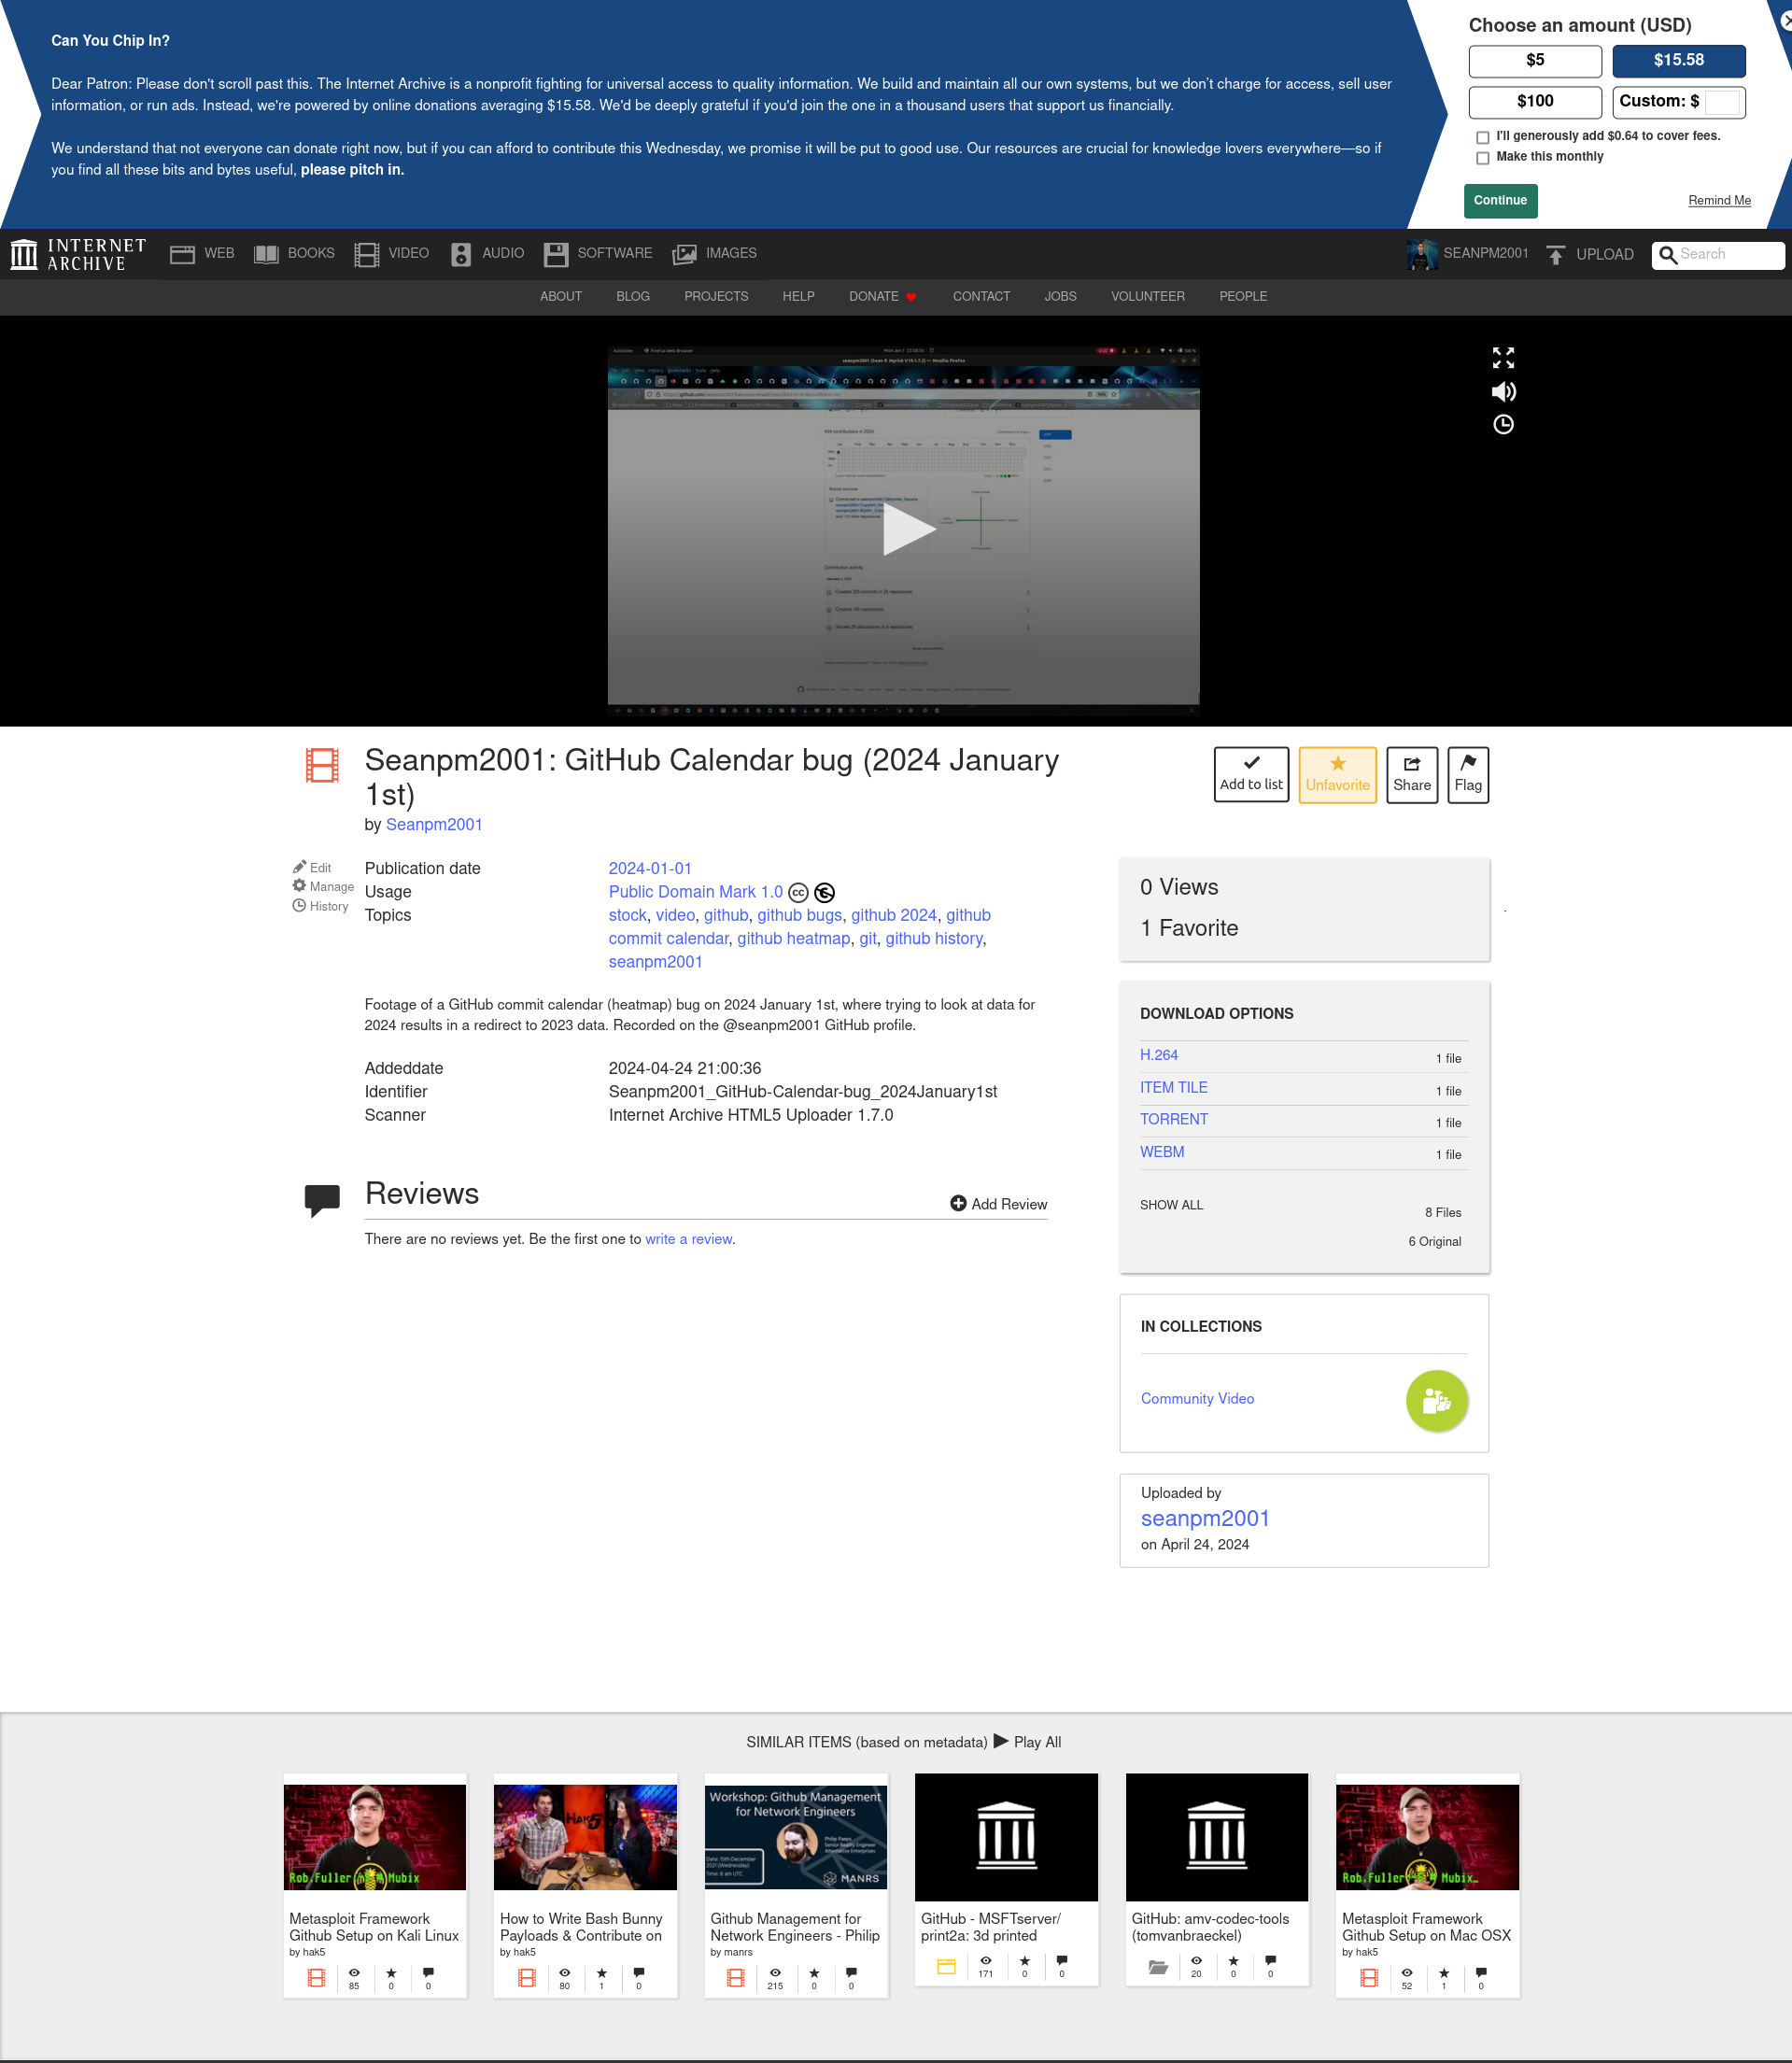 Can You Chip In?
Dear Patron: Please don't scroll past this. The Internet Archive is a nonprofit fighting for universal access to quality information. We build and maintain all our own systems, but we don't charge for access, sell user
information, or run ads. Instead, we're powered by online donations averaging $15.58. We'd be deeply grateful if you'd join the one in a thousand users that support us financially.
We understand that not everyone can donate right now, but if you can afford to contribute this Wednesday, we promise it will be put to good use. Our resources are crucial for knowledge lovers everywhere—so if
you find all these bits and bytes useful, please pitch in.
Choose an amount (USD)
$5
$15.58
$100
Custom: $
I'll generously add $0.64 to cover fees.
Make this monthly
Continue
Remind Me
INTERNET
ARCHIVE
WEB
BOOKS
VIDEO
AUDIO
SOFTWARE
IMAGES
SEANPM2001
UPLOAD
Search
ABOUT
BLOG
PROJECTS
HELP
DONATE
CONTACT
JOBS
VOLUNTEER
PEOPLE
404 contributions in 2024
Activity overview
Contribution activity
Created 100 repositories
Seanpm2001: GitHub Calendar bug (2024 January
1st)
by Seanpm2001
Add to list
Unfavorite
Share
Flag
Edit
Manage
History
Publication date 2024-01-01
Usage Public Domain Mark 1.0
Topics stock, video, github, github bugs, github 2024, github
commit calendar, github heatmap, git, github history,
seanpm2001
Footage of a GitHub commit calendar (heatmap) bug on 2024 January 1st, where trying to look at data for
2024 results in a redirect to 2023 data. Recorded on the @seanpm2001 GitHub profile.
Addeddate 2024-04-24 21:00:36
Identifier Seanpm2001_GitHub-Calendar-bug_2024January1st
Scanner Internet Archive HTML5 Uploader 1.7.0
Reviews
Add Review
There are no reviews yet. Be the first one to write a review.
0 Views
1 Favorite
DOWNLOAD OPTIONS
H.264 1 file
ITEM TILE 1 file
TORRENT 1 file
WEBM 1 file
SHOW ALL
8 Files
6 Original
IN COLLECTIONS
Community Video
Uploaded by
seanpm2001
on April 24, 2024
SIMILAR ITEMS (based on metadata) Play All
Metasploit Framework
Github Setup on Kali Linux
by hak5
85 0 0
How to Write Bash Bunny
Payloads & Contribute on
by hak5
80 1 0
Workshop: Github Management
for Network Engineers
MANRS
Github Management for
Network Engineers - Philip
by manrs
215 0 0
GitHub - MSFTserver/
print2a: 3d printed
171 0 0
GitHub: amv-codec-tools
(tomvanbraeckel)
20 0 0
Metasploit Framework
Github Setup on Mac OSX
by hak5
52 1 0